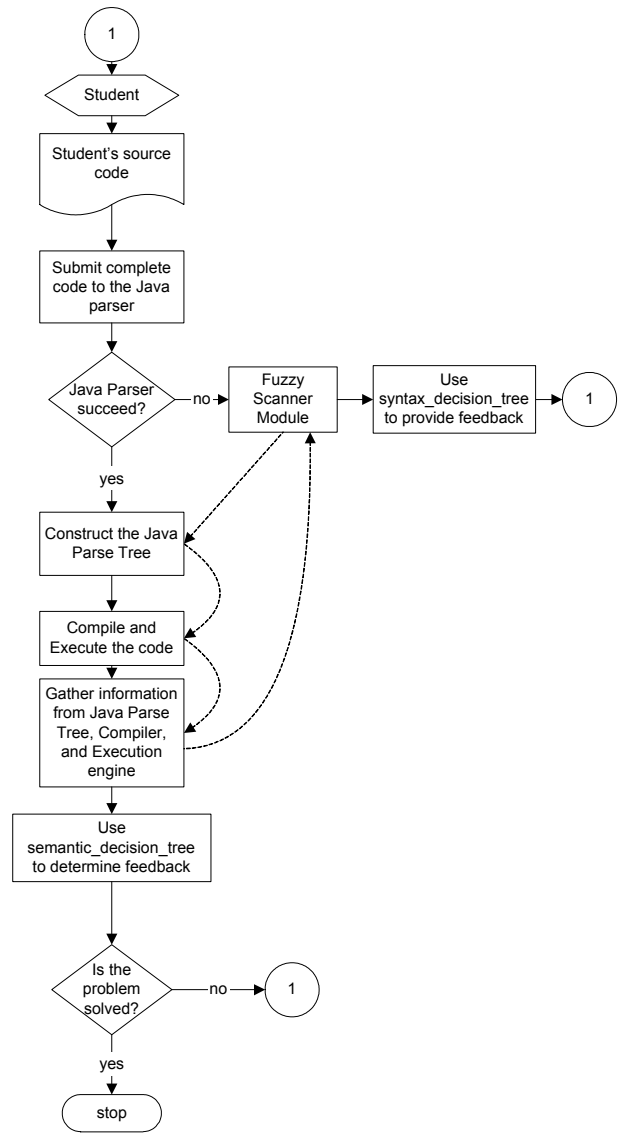 1
Student
Student's source
code
Submit complete
code to the Java
parser
Java Parser
succeed?
no
Fuzzy
Scanner
Module
Use
syntax_decision_tree
to provide feedback
1
yes
Construct the Java
Parse Tree
Compile and
Execute the code
Gather information
from Java Parse
Tree, Compiler,
and Execution
engine
Use
semantic_decision_tree
to determine feedback
Is the
problem
solved?
no
1
yes
stop